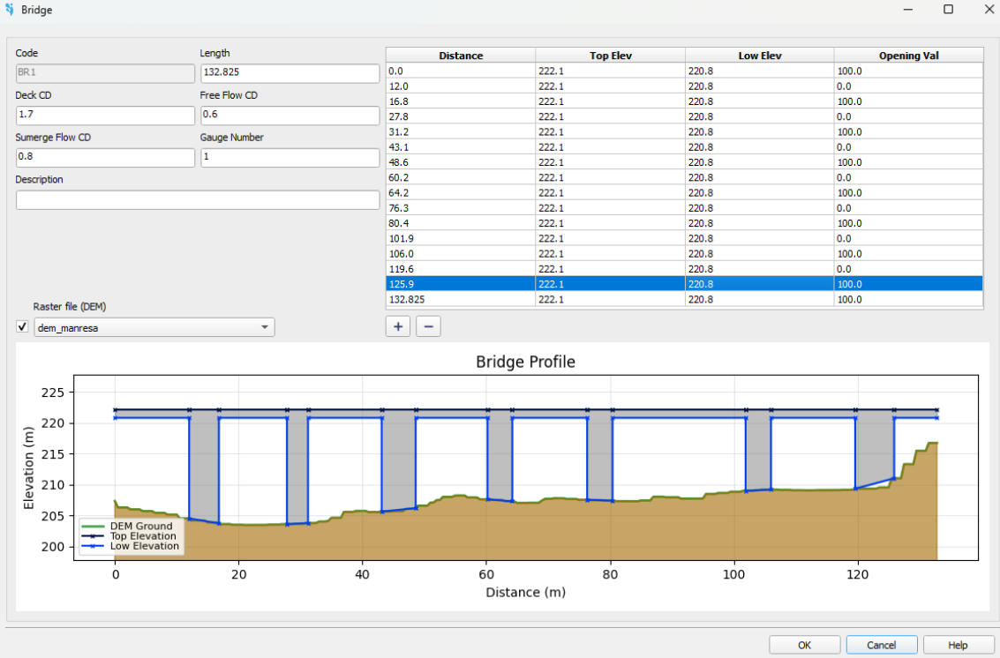 Bridge
Code
Length
BR1
132.825
Deck CD
Free Flow CD
1.7
0.6
Sumerge Flow CD
Gauge Number
0.8
1
Description
Distance Top Elev Low Elev Opening Val
0.0 222.1 220.8 100.0
12.0 222.1 220.8 0.0
16.8 222.1 220.8 100.0
27.8 222.1 220.8 0.0
31.2 222.1 220.8 100.0
43.1 222.1 220.8 0.0
48.6 222.1 220.8 100.0
60.2 222.1 220.8 0.0
64.2 222.1 220.8 100.0
76.3 222.1 220.8 0.0
80.4 222.1 220.8 100.0
101.9 222.1 220.8 0.0
106.0 222.1 220.8 100.0
119.6 222.1 220.8 0.0
125.9 222.1 220.8 100.0
132.825 222.1 220.8 100.0
Raster file (DEM)
dem_manresa
+ −
Bridge Profile
225
220
215
210
205
200
Elevation (m)
DEM Ground
Top Elevation
Low Elevation
0 20 40 60 80 100 120
Distance (m)
OK Cancel Help